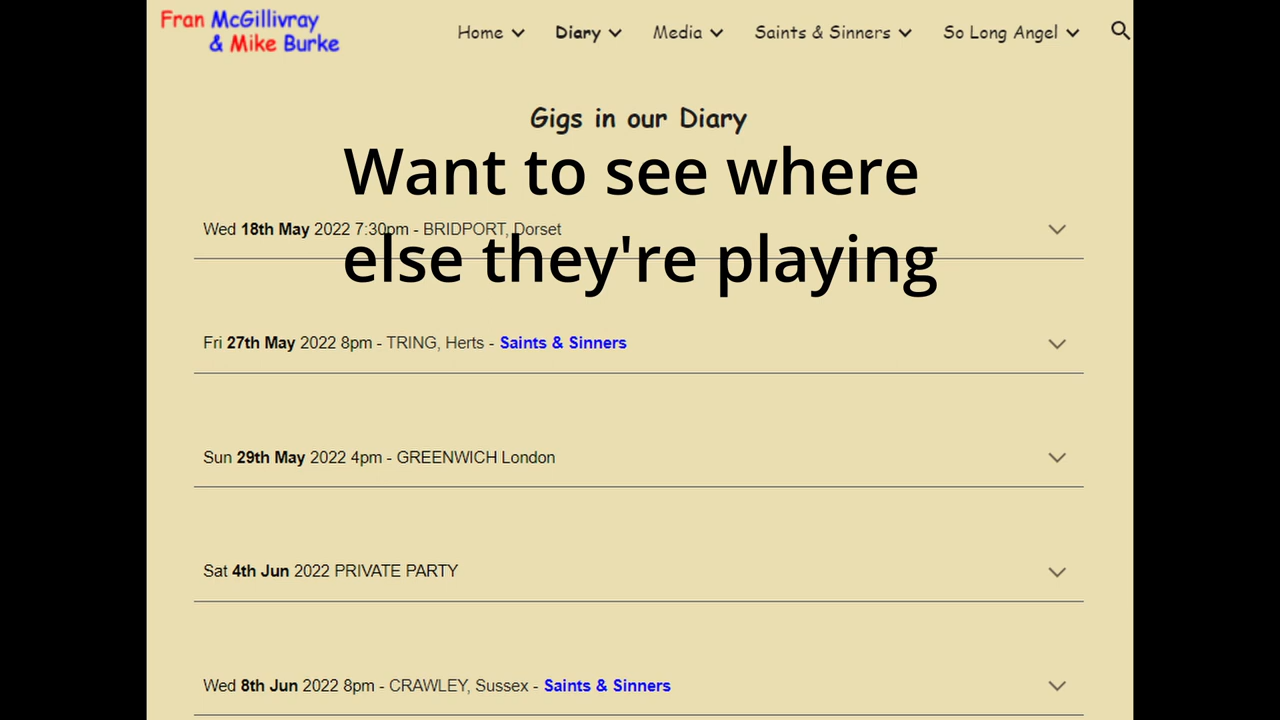 Fran McGillivray
& Mike Burke
Home Diary Media Saints & Sinners So Long Angel
Gigs in our Diary
Want to see where
else they're playing
Wed 18th May 2022 7:30pm - BRIDPORT, Dorset
Fri 27th May 2022 8pm - TRING, Herts - Saints & Sinners
Sun 29th May 2022 4pm - GREENWICH London
Sat 4th Jun 2022 PRIVATE PARTY
Wed 8th Jun 2022 8pm - CRAWLEY, Sussex - Saints & Sinners